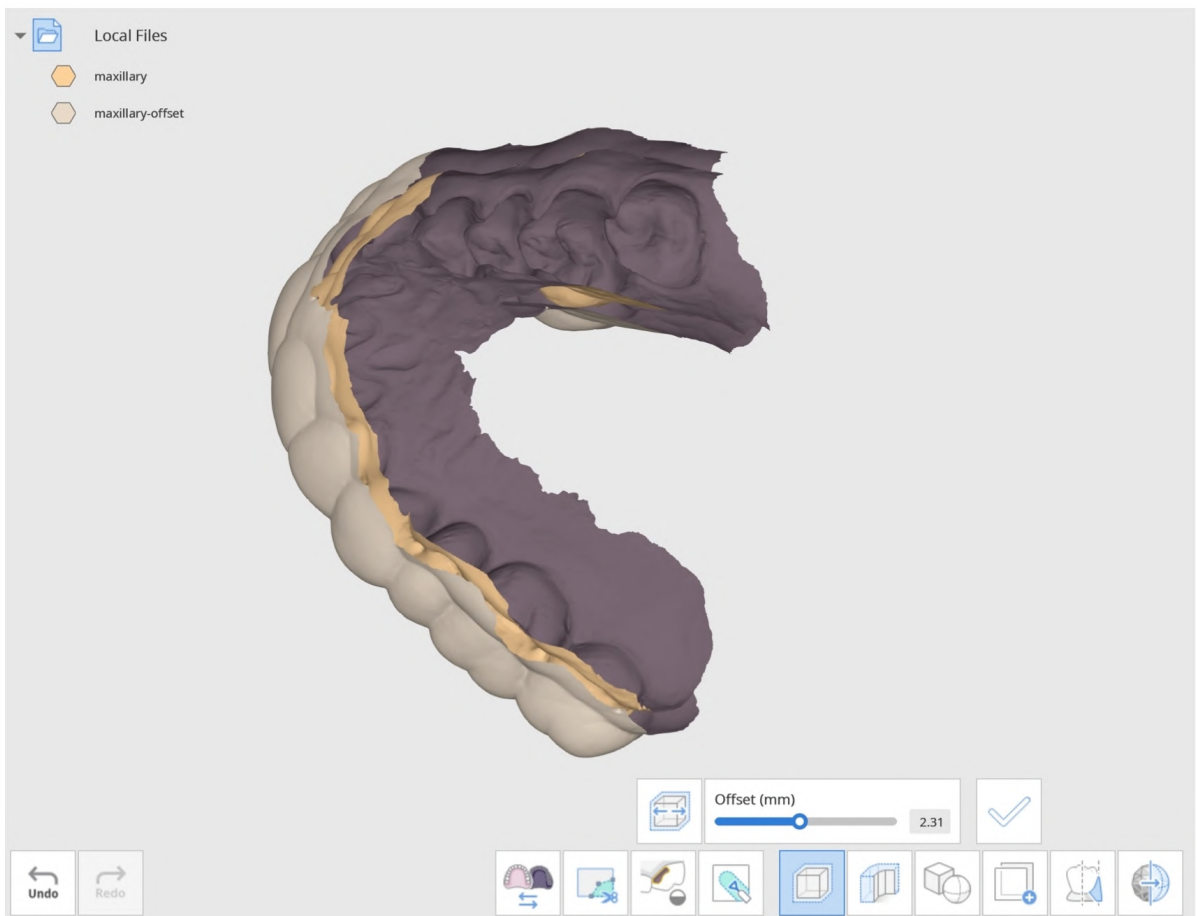 Local Files
maxillary
maxillary-offset
Offset (mm)
2.31
Undo
Redo